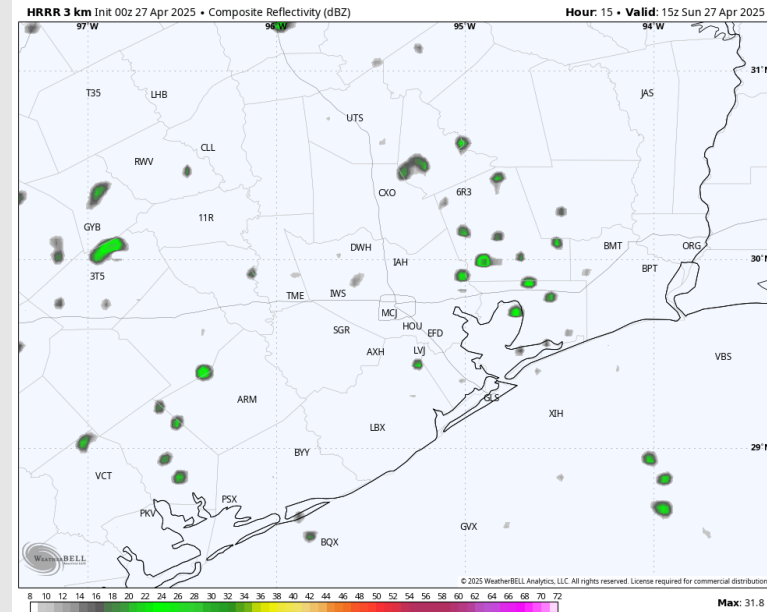 HRRR 3 km Init 00z 27 Apr 2025 • Composite Reflectivity (dBZ) Hour: 15 • Valid: 15z Sun 27 Apr 2025
97°W 96°W 95°W 94°W
31°N
T35 LHB JAS
UTS
CLL
RWV
CXO 6R3
11R
GYB
DWH BMT ORG
30°N
IAH
BPT
3T5
TME IWS
MCJ
SGR HOU EFD
AXH LVJ
VBS
ARM GLS
XIH
LBX
29°N
BYY
VCT
PSX
PKV
GVX
BQX
WEATHERBELL
© 2025 WeatherBELL Analytics, LLC. All rights reserved. License required for commercial distribution
8 10 12 14 16 18 20 22 24 26 28 30 32 34 36 38 40 42 44 46 48 50 52 54 56 58 60 62 64 66 68 70 72
Max: 31.8